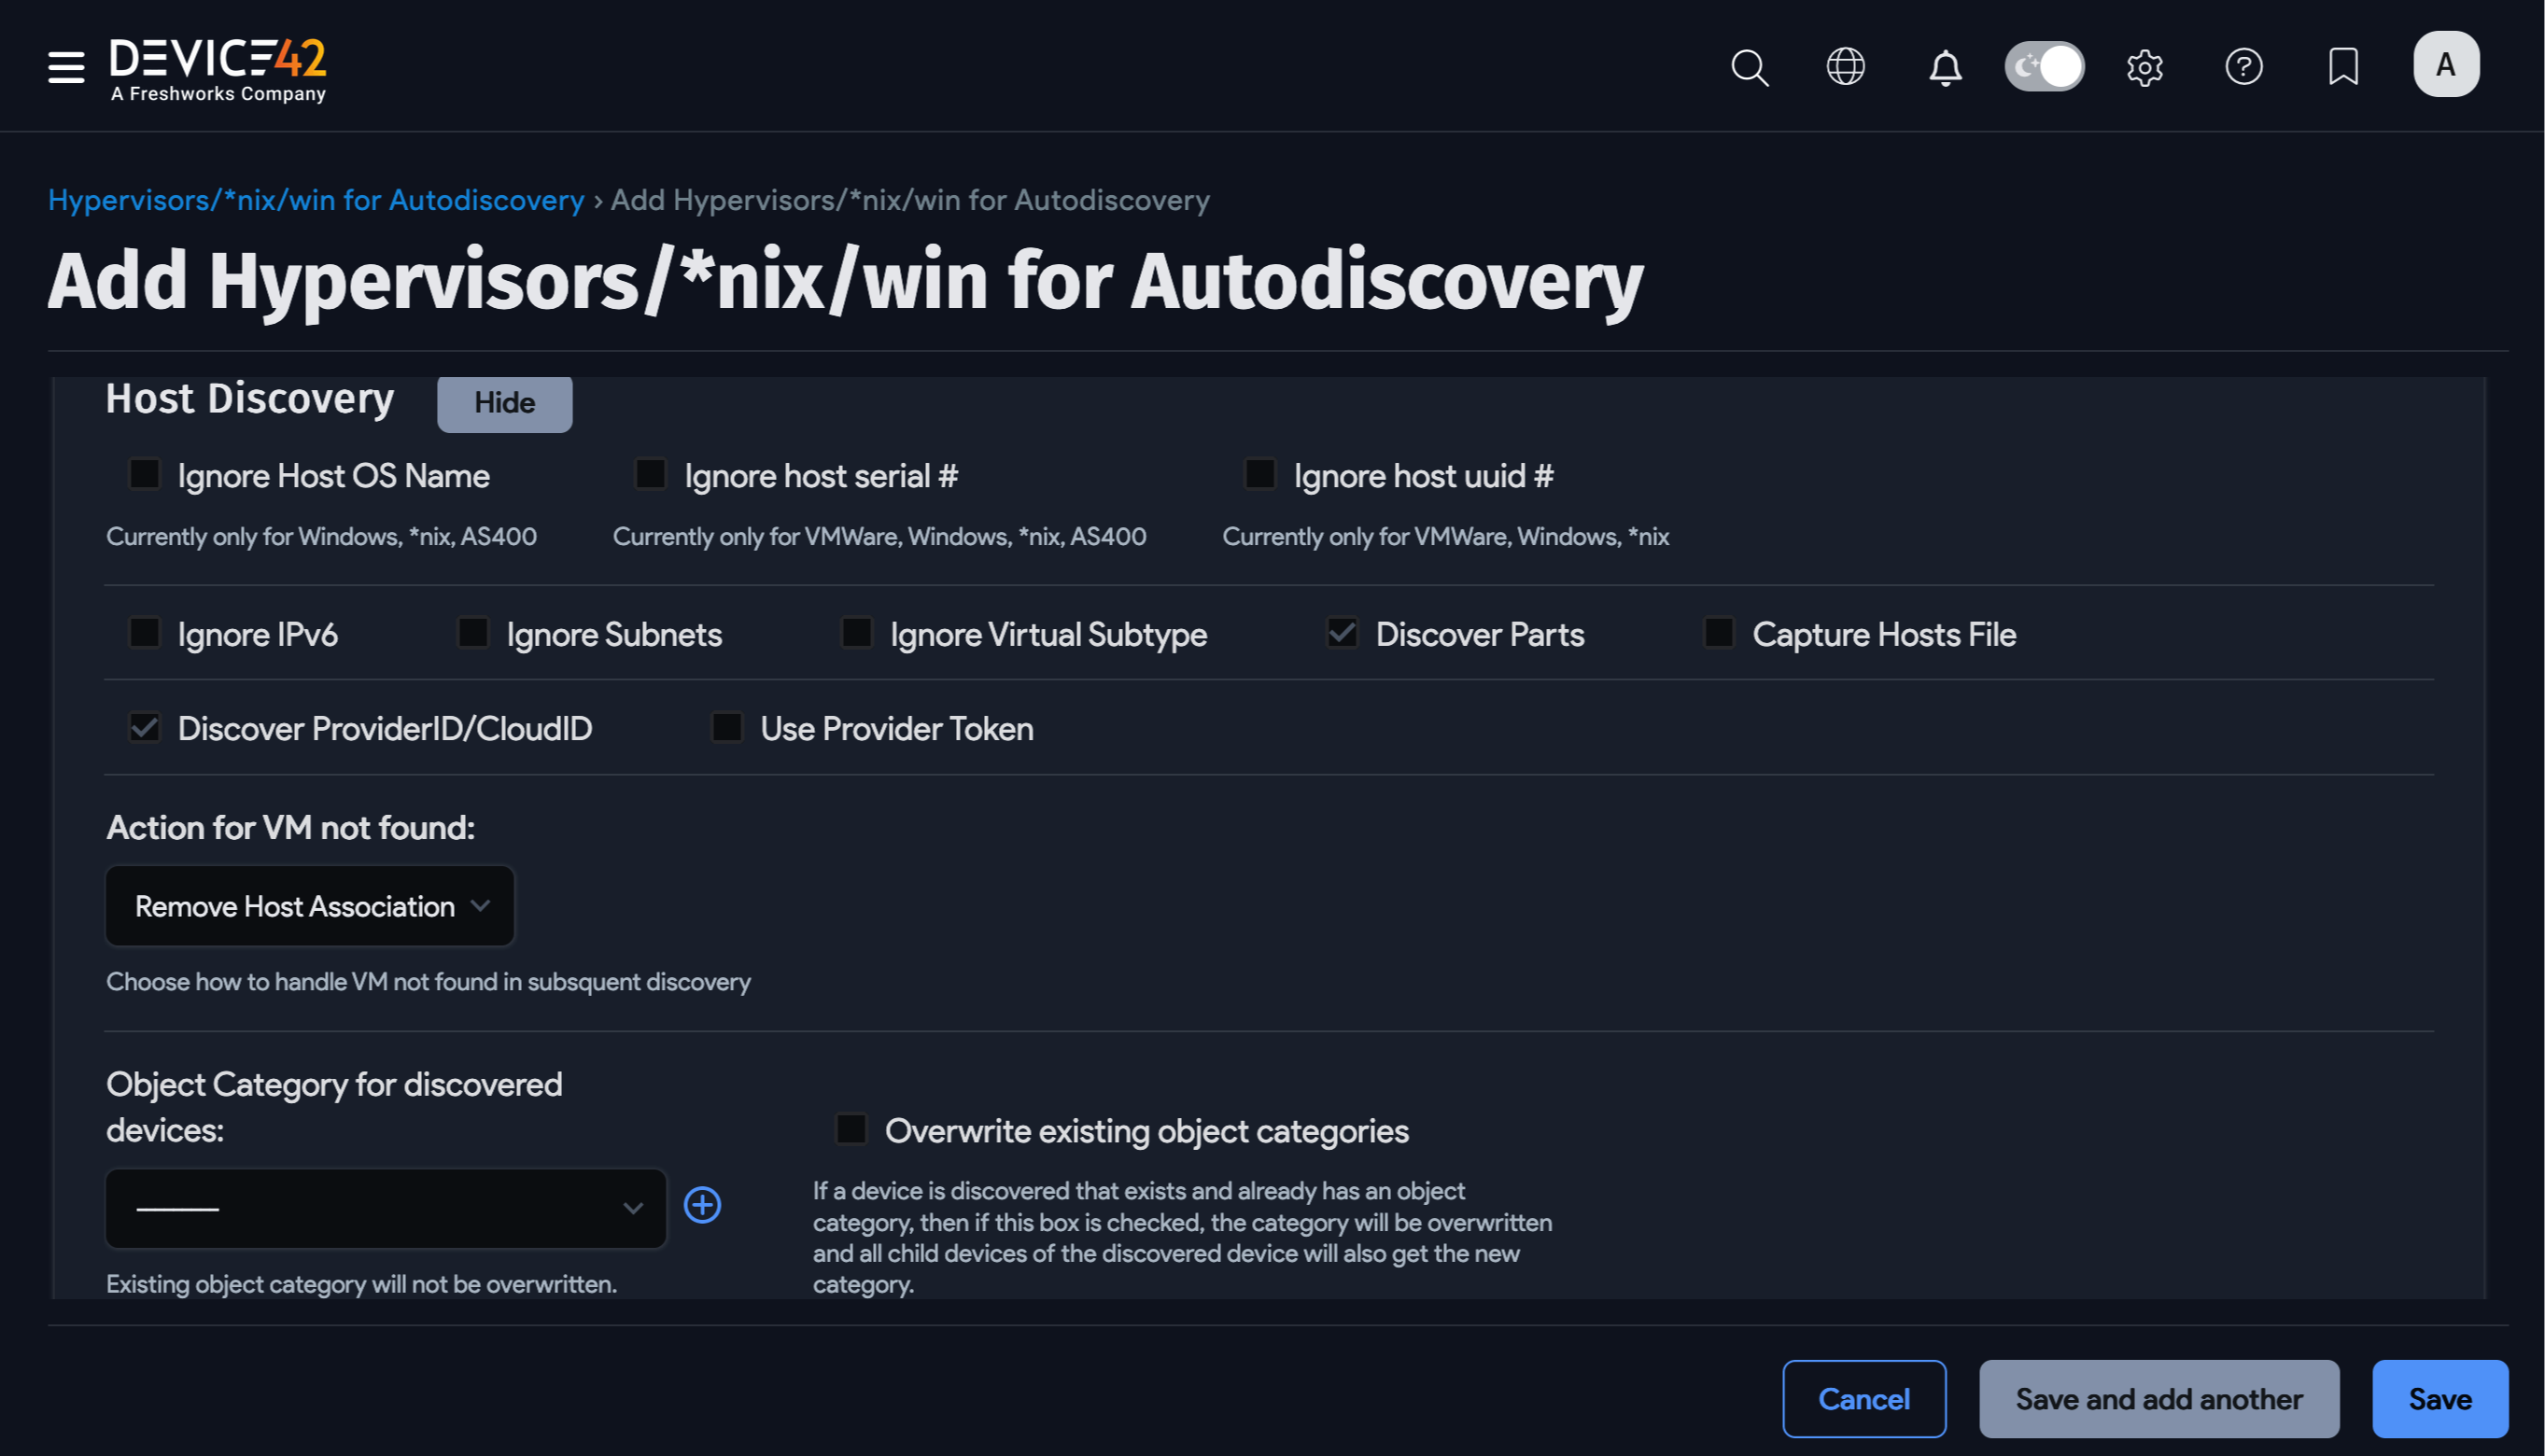 DEVICE42
A Freshworks Company
A
Hypervisors/*nix/win for Autodiscovery › Add Hypervisors/*nix/win for Autodiscovery
Add Hypervisors/*nix/win for Autodiscovery
Host Discovery Hide
Ignore Host OS Name Ignore host serial # Ignore host uuid #
Currently only for Windows, *nix, AS400 Currently only for VMWare, Windows, *nix, AS400 Currently only for VMWare, Windows, *nix
Ignore IPv6 Ignore Subnets Ignore Virtual Subtype Discover Parts Capture Hosts File
Discover ProviderID/CloudID Use Provider Token
Action for VM not found:
Remove Host Association
Choose how to handle VM not found in subsquent discovery
Object Category for discovered
devices:
---------
Existing object category will not be overwritten.
Overwrite existing object categories
If a device is discovered that exists and already has an object
category, then if this box is checked, the category will be overwritten
and all child devices of the discovered device will also get the new
category.
Cancel Save and add another Save